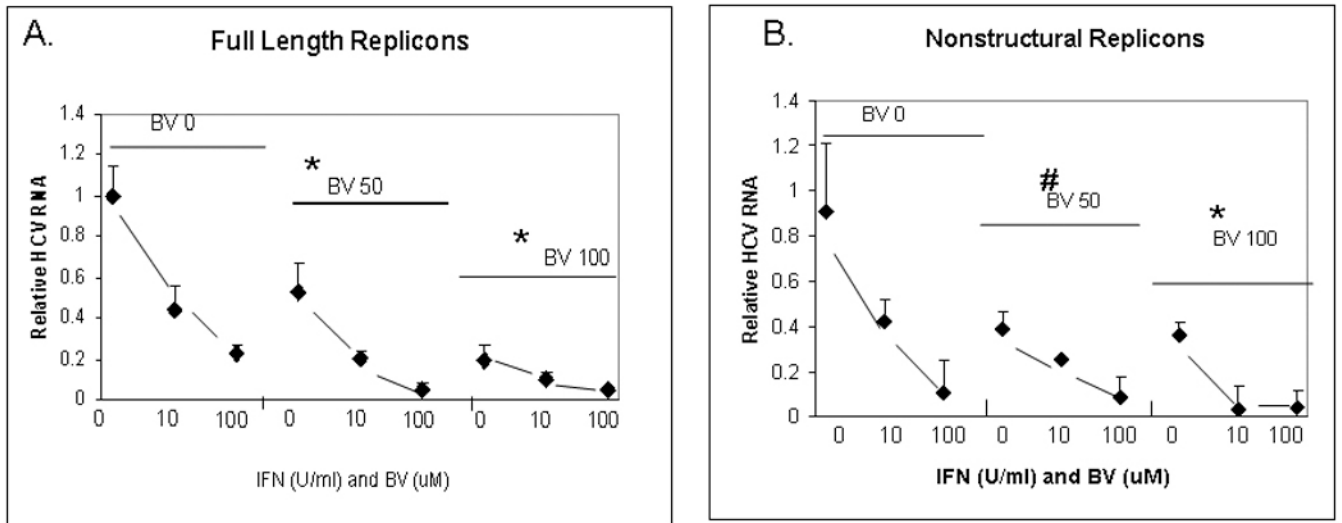 A.
Full Length Replicons
Relative HCV RNA
1.4
1.2
1
0.8
0.6
0.4
0.2
0
BV 0
*
BV 50
*
BV 100
0 10 100 0 10 100 0 10 100
IFN (U/ml) and BV (uM)
B.
Nonstructural Replicons
Relative HCV RNA
1.4
1.2
1
0.8
0.6
0.4
0.2
0
BV 0
#
BV 50
*
BV 100
0 10 100 0 10 100 0 10 100
IFN (U/ml) and BV (uM)